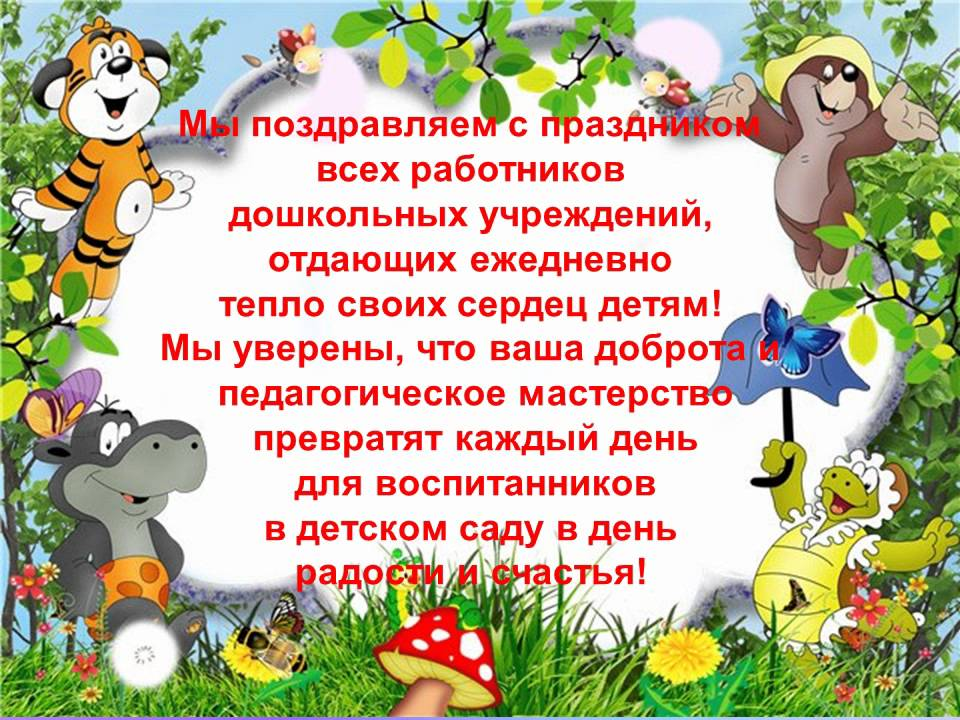 Мы поздравляем с праздником
всех работников
дошкольных учреждений,
отдающих ежедневно
тепло своих сердец детям!
Мы уверены, что ваша доброта и
педагогическое мастерство
превратят каждый день
для воспитанников
в детском саду в день
радости и счастья!